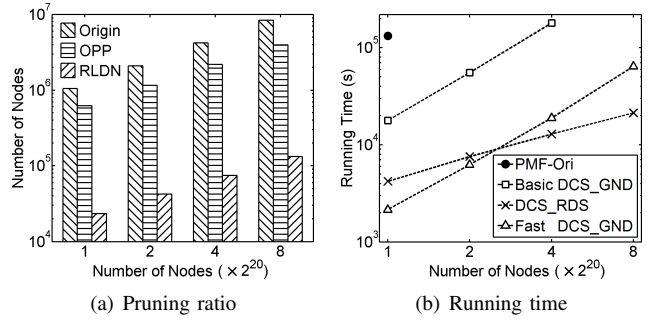 10^7
10^6
10^5
10^4
Number of Nodes
Origin
OPP
RLDN
1 2 4 8
Number of Nodes (×2^20)
(a) Pruning ratio
10^5
10^4
10^3
Running Time (s)
PMF-Ori
Basic DCS_GND
DCS_RDS
Fast DCS_GND
1 2 4 8
Number of Nodes (×2^20)
(b) Running time